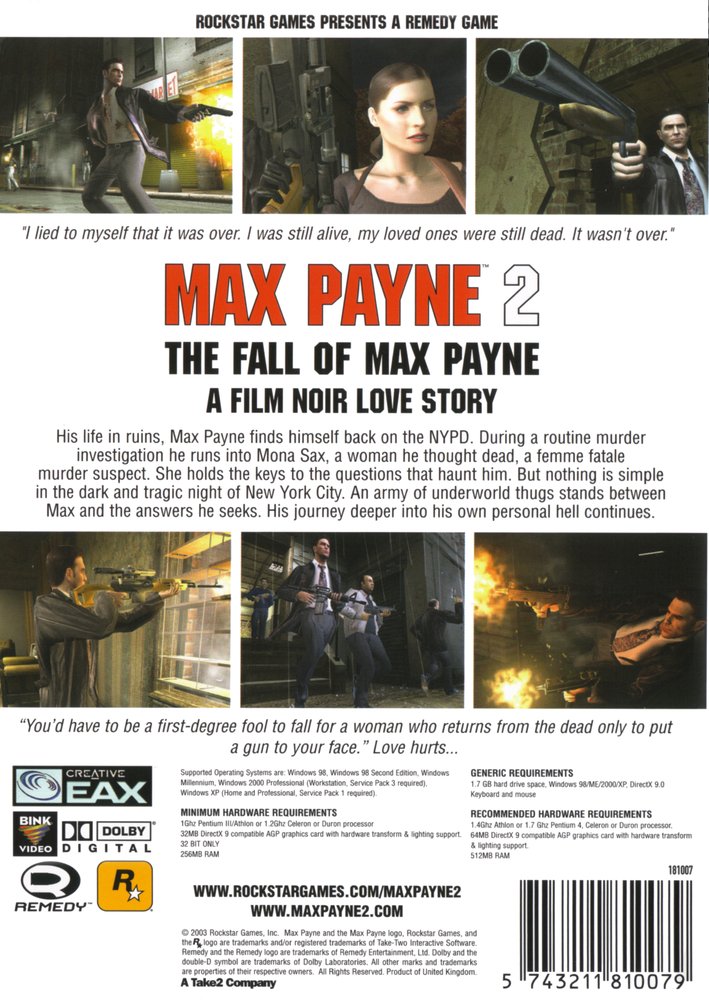 ROCKSTAR GAMES PRESENTS A REMEDY GAME
MARKET
"I lied to myself that it was over. I was still alive, my loved ones were still dead. It wasn't over."
MAX PAYNE™ 2
THE FALL OF MAX PAYNE
A FILM NOIR LOVE STORY
His life in ruins, Max Payne finds himself back on the NYPD. During a routine murder
investigation he runs into Mona Sax, a woman he thought dead, a femme fatale
murder suspect. She holds the keys to the questions that haunt him. But nothing is simple
in the dark and tragic night of New York City. An army of underworld thugs stands between
Max and the answers he seeks. His journey deeper into his own personal hell continues.
“You’d have to be a first-degree fool to fall for a woman who returns from the dead only to put
a gun to your face.” Love hurts...
CREATIVE
EAX
BINK
VIDEO
DOLBY
DIGITAL
REMEDY™
R
Supported Operating Systems are: Windows 98, Windows 98 Second Edition, Windows
Millennium, Windows 2000 Professional (Workstation, Service Pack 3 required),
Windows XP (Home and Professional, Service Pack 1 required).
MINIMUM HARDWARE REQUIREMENTS
1Ghz Pentium III/Athlon or 1.2Ghz Celeron or Duron processor
32MB DirectX 9 compatible AGP graphics card with hardware transform & lighting support.
32 BIT ONLY
256MB RAM
GENERIC REQUIREMENTS
1.7 GB hard drive space, Windows 98/ME/2000/XP, DirectX 9.0
Keyboard and mouse
RECOMMENDED HARDWARE REQUIREMENTS
1.4Ghz Athlon or 1.7 Ghz Pentium 4, Celeron or Duron processor,
64MB DirectX 9 compatible AGP graphics card with hardware transform
& lighting support.
512MB RAM
WWW.ROCKSTARGAMES.COM/MAXPAYNE2
WWW.MAXPAYNE2.COM
© 2003 Rockstar Games, Inc. Max Payne and the Max Payne logo, Rockstar Games, and
the R logo are trademarks and/or registered trademarks of Take-Two Interactive Software.
Remedy and the Remedy logo are trademarks of Remedy Entertainment, Ltd. Dolby and the
double-D symbol are trademarks of Dolby Laboratories. All other marks and trademarks
are properties of their respective owners. All Rights Reserved. Product of United Kingdom.
A Take2 Company
181007
5 743211 810079